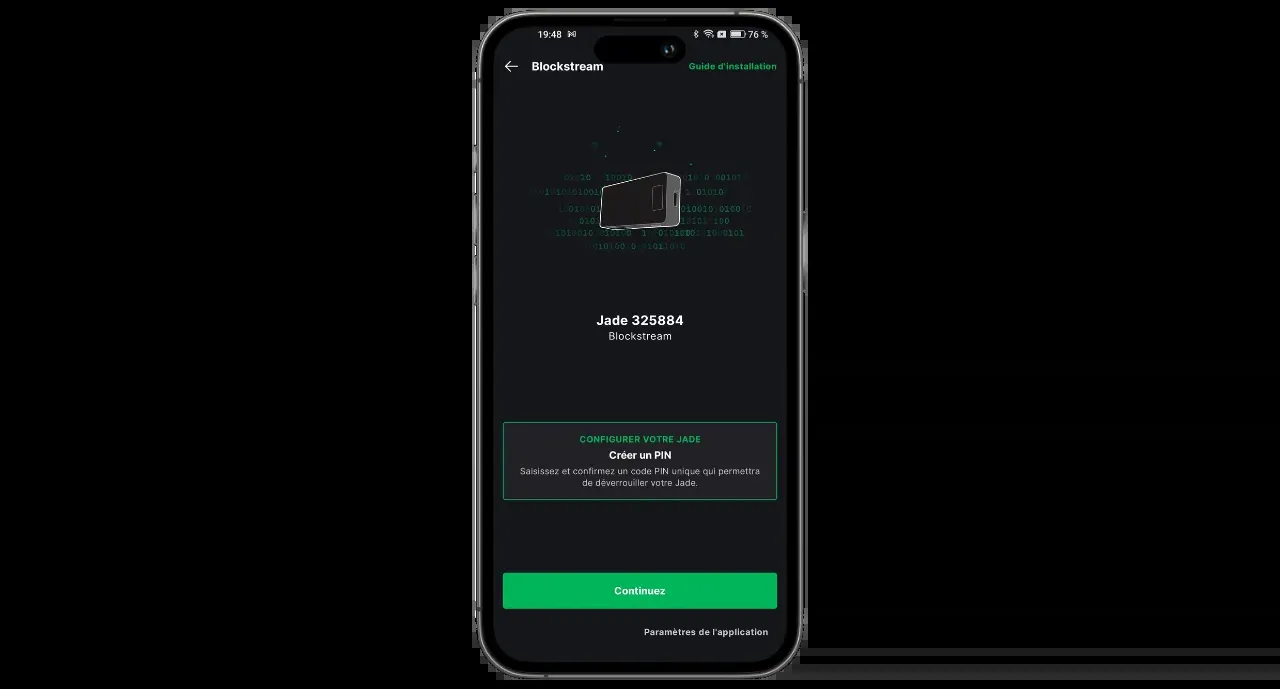 19:48
76 %
Blockstream
Guide d'installation
Jade 325884
Blockstream
CONFIGURER VOTRE JADE
Créer un PIN
Saisissez et confirmez un code PIN unique qui permettra
de déverrouiller votre Jade.
Continuez
Paramètres de l'application